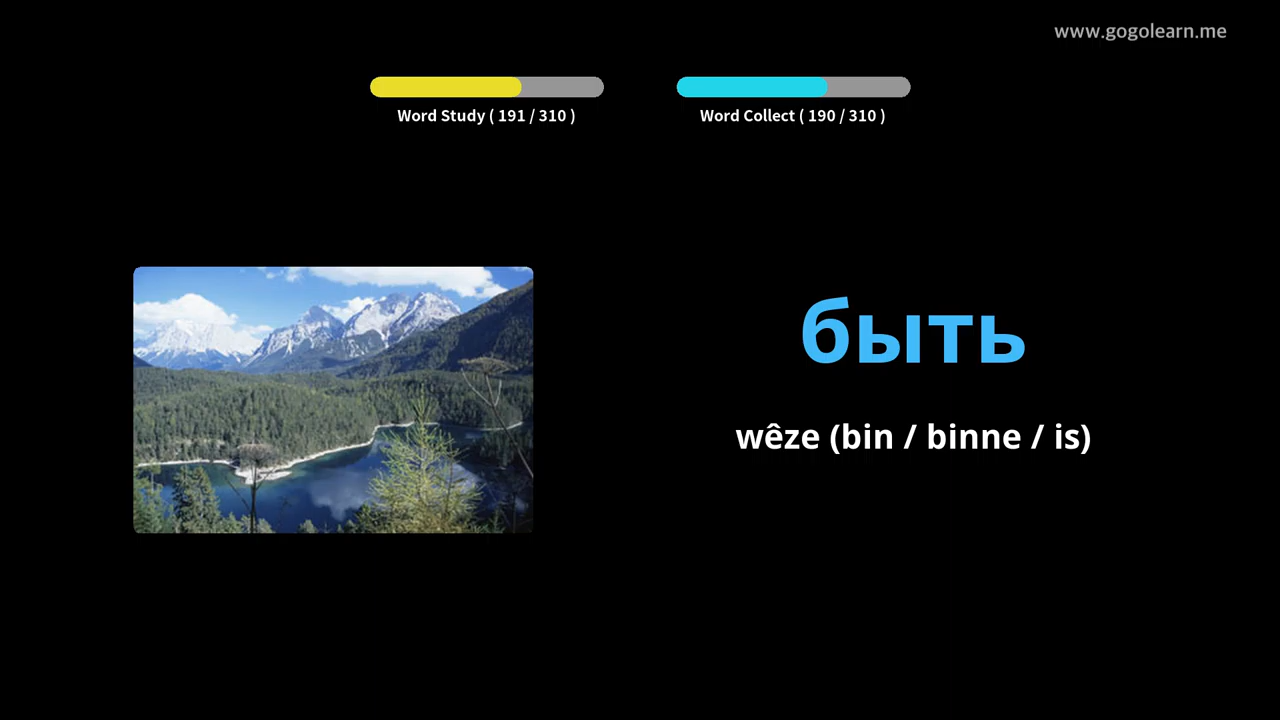 www.gogolearn.me
Word Study ( 191 / 310 )
Word Collect ( 190 / 310 )
быть
wêze (bin / binne / is)